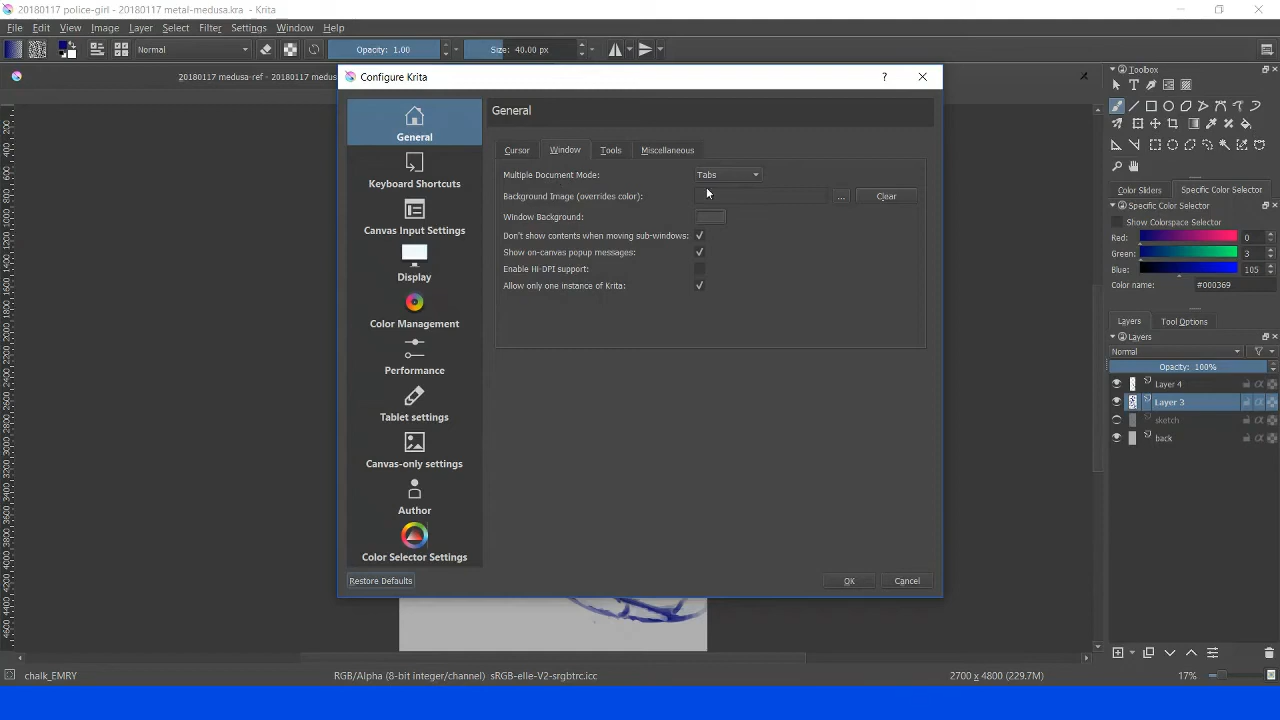 20180117 police-girl - 20180117 metal-medusa.kra - Krita
File Edit View Image Layer Select Filter Settings Window Help
Normal Opacity: 1.00 Size: 40.00 px
20180117 medusa-ref - 20180117 medus
Configure Krita
?
General
Keyboard Shortcuts
Canvas Input Settings
Display
Color Management
Performance
Tablet settings
Canvas-only settings
Author
Color Selector Settings
General
Cursor Window Tools Miscellaneous
Multiple Document Mode: Tabs
Background Image (overrides color): ... Clear
Window Background:
Don't show contents when moving sub-windows:
Show on-canvas popup messages:
Enable Hi-DPI support:
Allow only one instance of Krita:
Restore Defaults OK Cancel
Toolbox
Color Sliders Specific Color Selector
Specific Color Selector
Show Colorspace Selector
Red: 0
Green: 3
Blue: 105
Color name: #000369
Layers Tool Options
Layers
Normal
Opacity: 100%
Layer 4
Layer 3
sketch
back
chalk_EMRY RGB/Alpha (8-bit integer/channel) sRGB-elle-V2-srgbtrc.icc 2700 x 4800 (229.7M) 17%